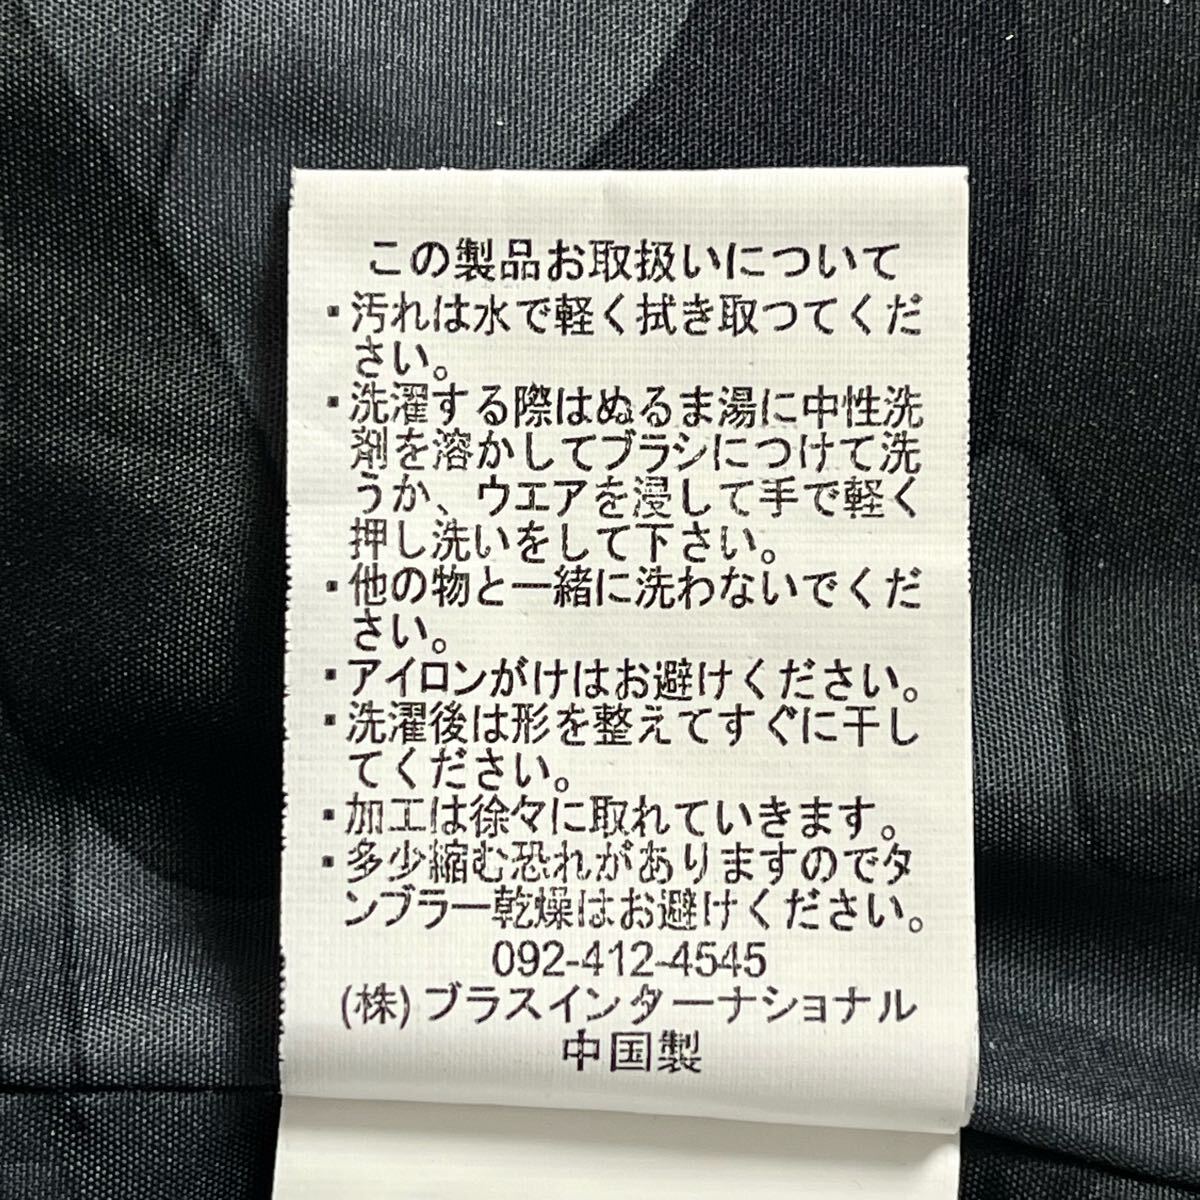 この製品お取扱いについて
・汚れは水で軽く拭き取つてくだ
さい。
・洗濯する際はぬるま湯に中性洗
剤を溶かしてブラシにつけて洗
うか、ウエアを浸して手で軽く
押し洗いをして下さい。
・他の物と一緒に洗わないでくだ
さい。
・アイロンがけはお避けください。
・洗濯後は形を整えてすぐに干し
てください。
・加工は徐々に取れていきます。
・多少縮む恐れがありますのでタ
ンブラー乾燥はお避けください。
092-412-4545
(株)ブラスインターナショナル
中国製